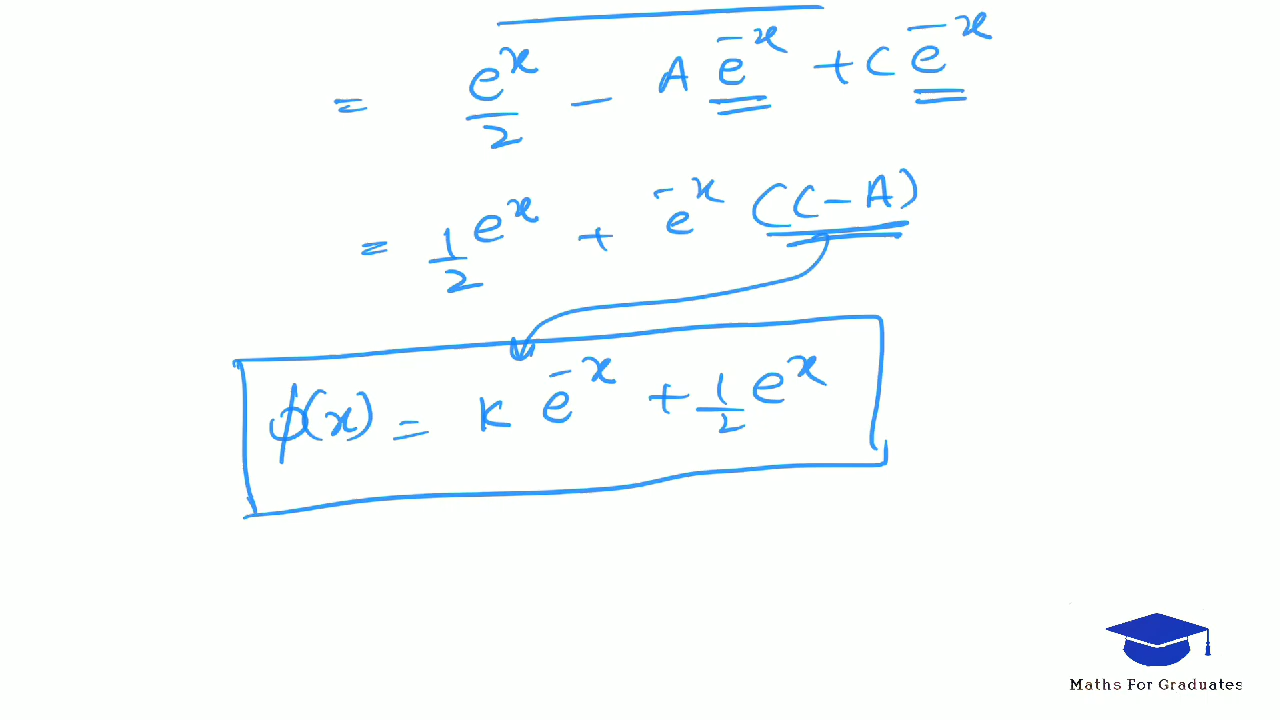 = e^x/2 − A e^−x + C e^−x
= 1/2 e^x + e^−x (C − A)
ϕ(x) = K e^−x + 1/2 e^x
Maths For Graduates